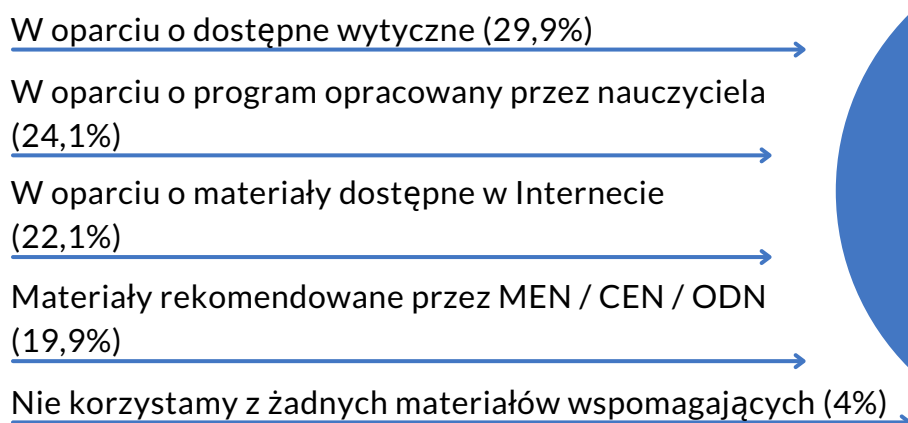 W oparciu o dostępne wytyczne (29,9%)
W oparciu o program opracowany przez nauczyciela
(24,1%)
W oparciu o materiały dostępne w Internecie
(22,1%)
Materiały rekomendowane przez MEN / CEN / ODN
(19,9%)
Nie korzystamy z żadnych materiałów wspomagających (4%)